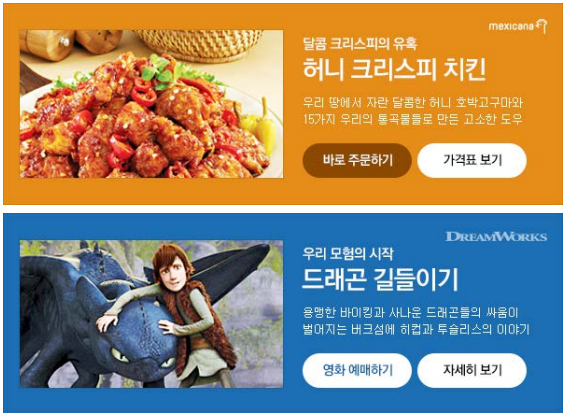 mexicana
달콤 크리스피의 유혹
허니 크리스피 치킨
우리 땅에서 자란 달콤한 허니 호박고구마와
15가지 우리의 통곡물들로 만든 고소한 도우
바로 주문하기
가격표 보기
DREAMWORKS
우리 모험의 시작
드래곤 길들이기
용맹한 바이킹과 사나운 드래곤들의 싸움이
벌어지는 버크섬에 히컵과 투슬리스의 이야기
영화 예매하기
자세히 보기